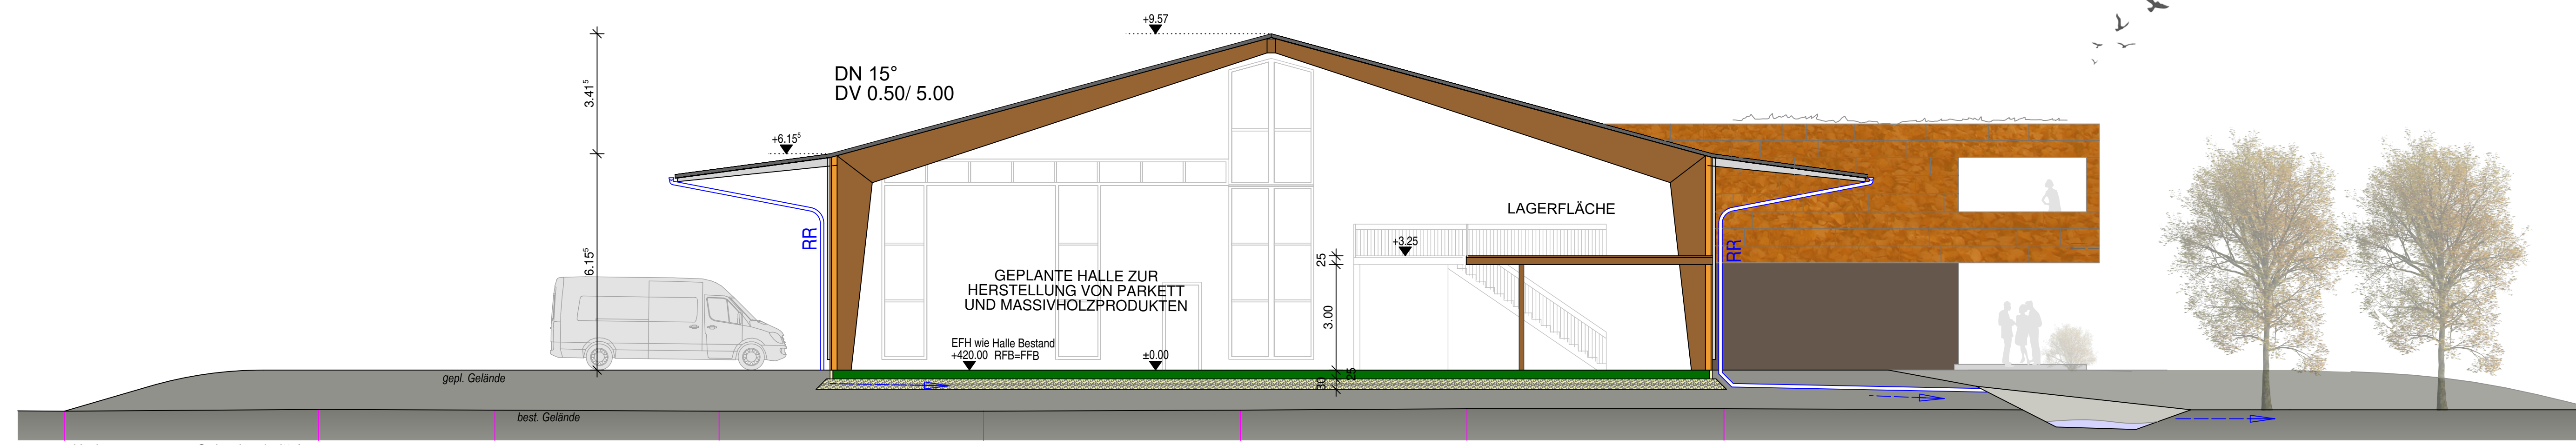 +9.57
3.41⁵
DN 15°
DV 0.50/ 5.00
+6.15⁵
6.15⁵
RR
LAGERFLÄCHE
+3.25
25
3.00
RR
GEPLANTE HALLE ZUR
HERSTELLUNG VON PARKETT
UND MASSIVHOLZPRODUKTEN
EFH wie Halle Bestand
+420.00 RFB=FFB
±0.00
gepl. Gelände
30
25
best. Gelände